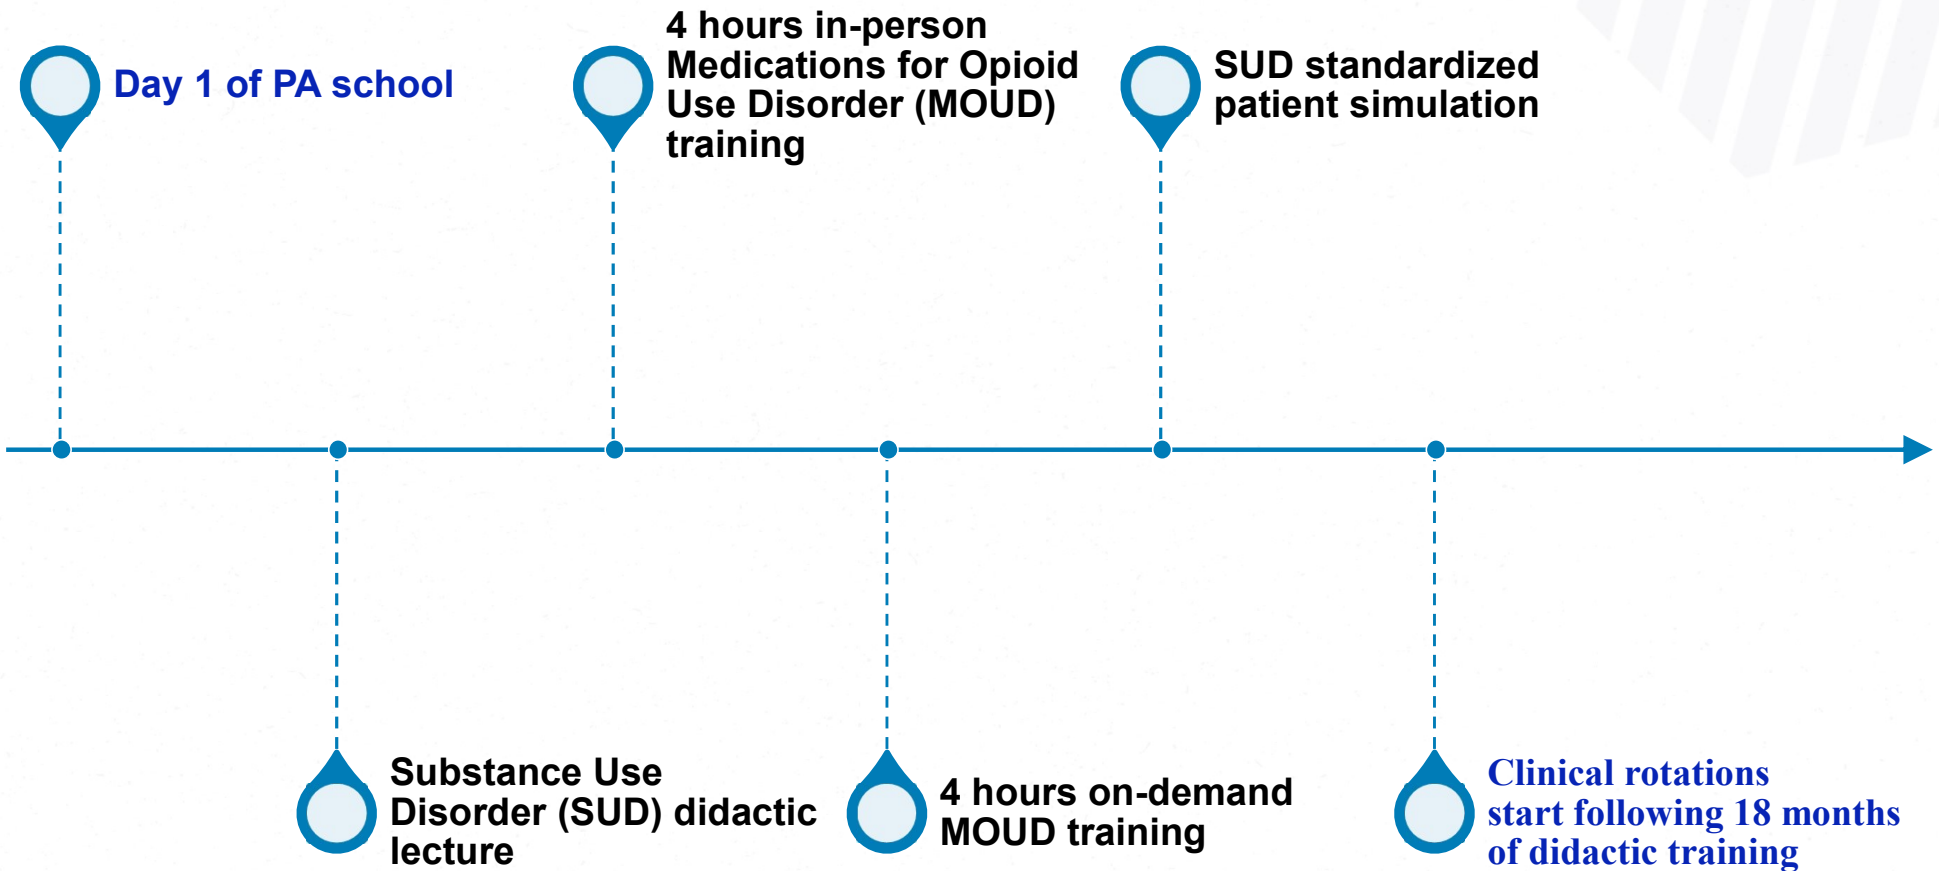 Day 1 of PA school
4 hours in-person
Medications for Opioid
Use Disorder (MOUD)
training
SUD standardized
patient simulation
Substance Use
Disorder (SUD) didactic
lecture
4 hours on-demand
MOUD training
Clinical rotations
start following 18 months
of didactic training